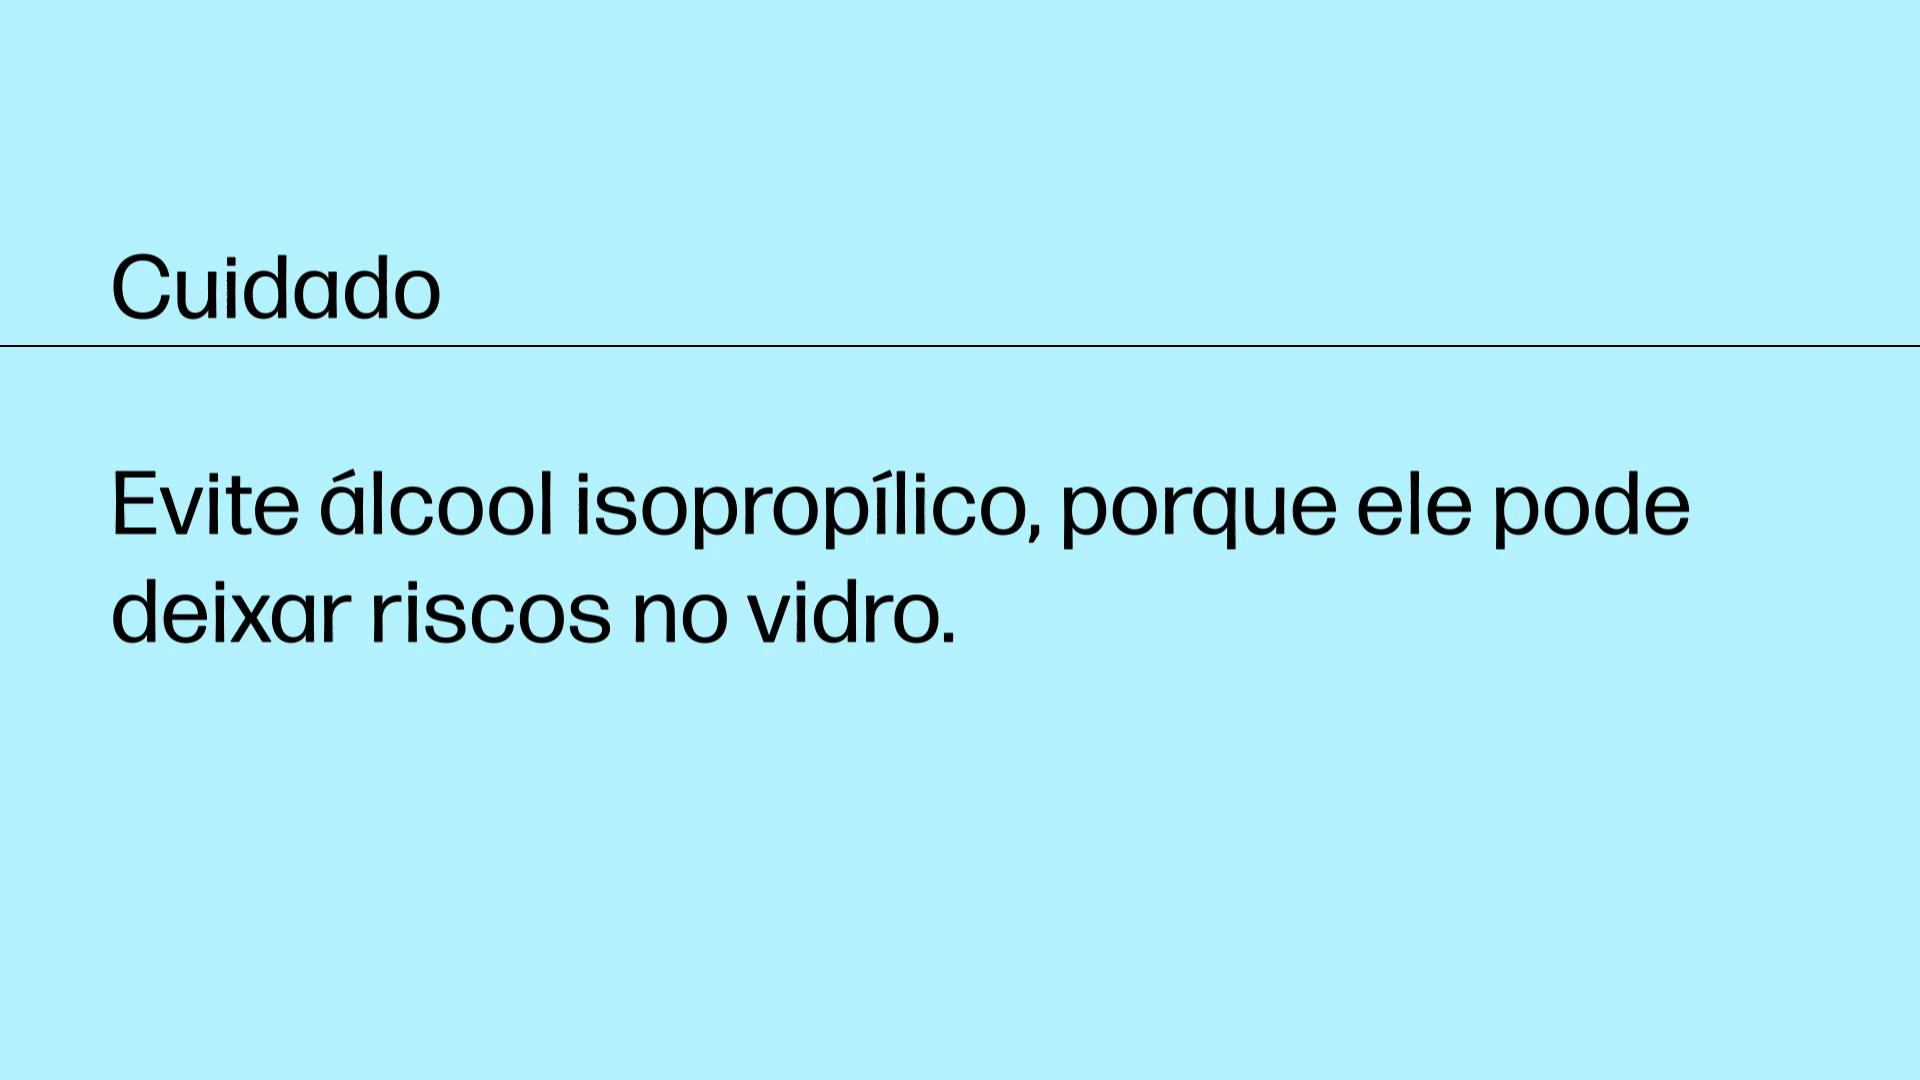 Cuidado
Evite álcool isopropílico, porque ele pode
deixar riscos no vidro.